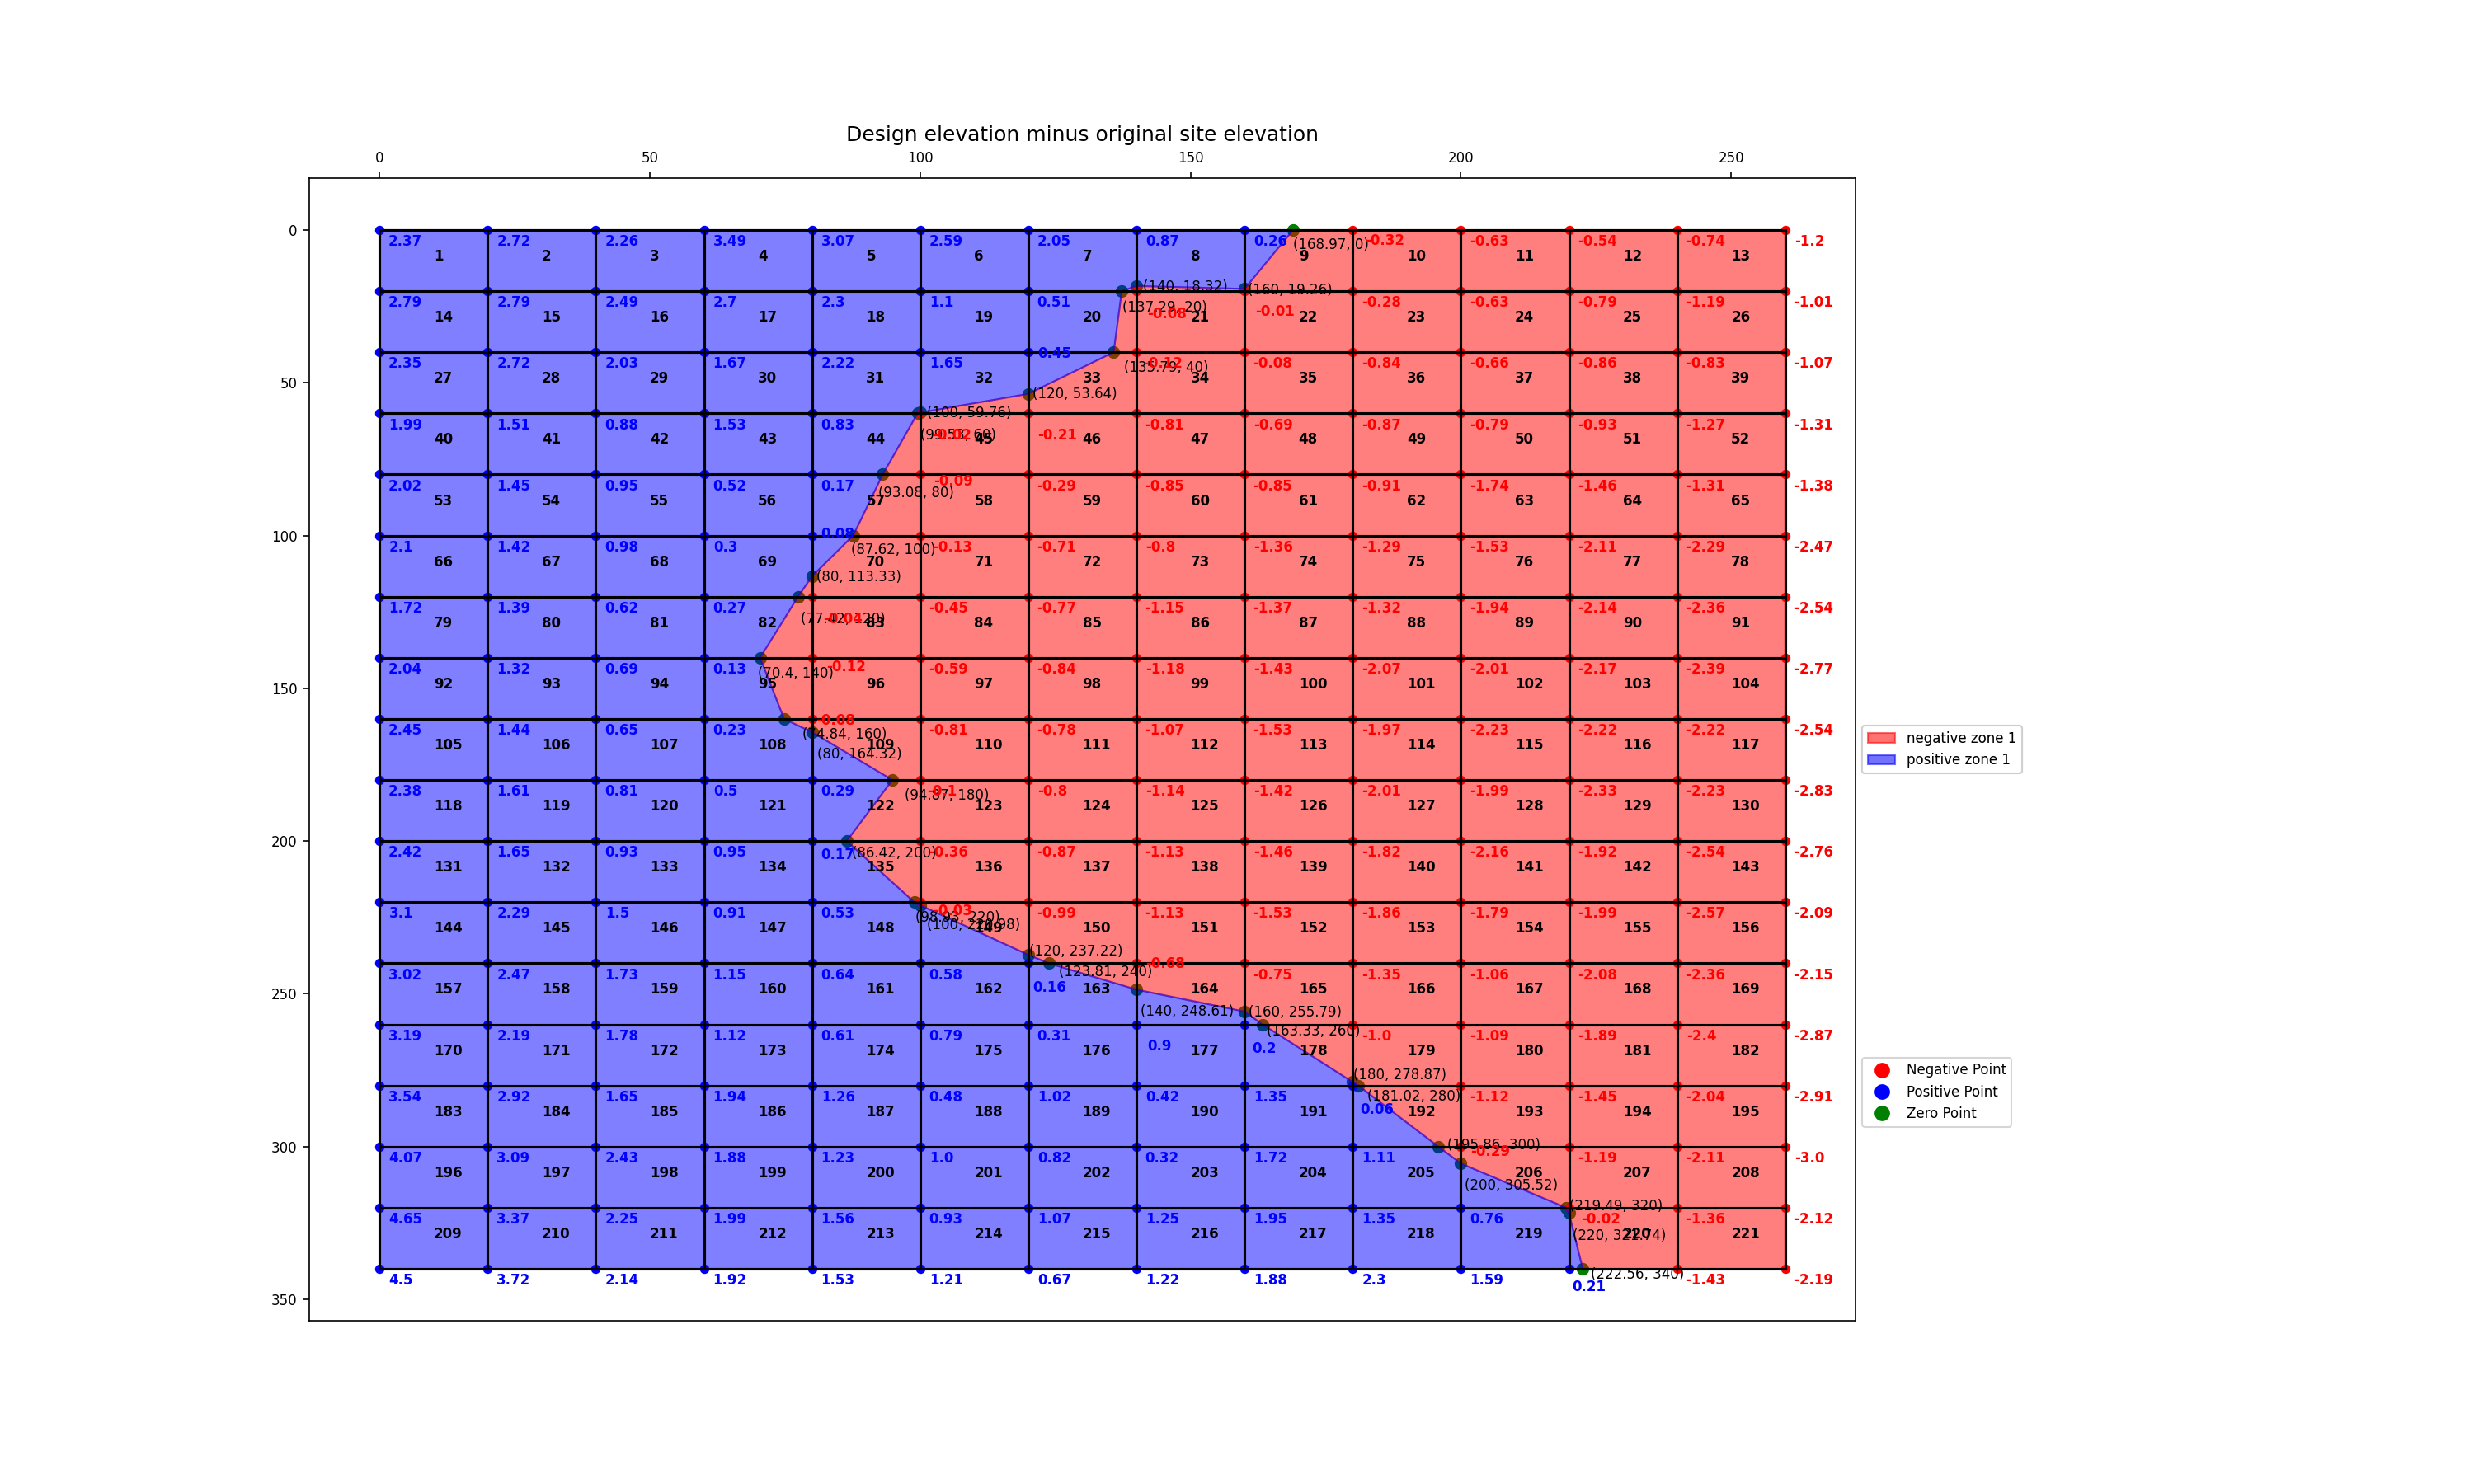 Design elevation minus original site elevation
0 50 100 150 200 250
0
2.37 2.72 2.26 3.49 3.07 2.59 2.05 0.87 0.26 (168.97, 0) -0.32 -0.63 -0.54 -0.74 -1.2
1 2 3 4 5 6 7 8 9 10 11 12 13
(140, 18.32) (160, 19.26)
2.79 2.79 2.49 2.7 2.3 1.1 0.51 (137.29, 20) -0.08 -0.01 -0.28 -0.63 -0.79 -1.19 -1.01
14 15 16 17 18 19 20 21 22 23 24 25 26
2.35 2.72 2.03 1.67 2.22 1.65 0.45 (135.79, 40) -0.12 -0.08 -0.84 -0.66 -0.86 -0.83 -1.07
50
27 28 29 30 31 32 33 34 35 36 37 38 39
(120, 53.64)
(100, 59.76)
1.99 1.51 0.88 1.53 0.83 (99.53, 60) -0.02 -0.21 -0.81 -0.69 -0.87 -0.79 -0.93 -1.27 -1.31
40 41 42 43 44 45 46 47 48 49 50 51 52
2.02 1.45 0.95 0.52 0.17 (93.08, 80) -0.09 -0.29 -0.85 -0.85 -0.91 -1.74 -1.46 -1.31 -1.38
53 54 55 56 57 58 59 60 61 62 63 64 65
100
2.1 1.42 0.98 0.3 0.08 (87.62, 100) -0.13 -0.71 -0.8 -1.36 -1.29 -1.53 -2.11 -2.29 -2.47
66 67 68 69 70 71 72 73 74 75 76 77 78
(80, 113.33)
1.72 1.39 0.62 0.27 (77.42, 120) -0.04 -0.45 -0.77 -1.15 -1.37 -1.32 -1.94 -2.14 -2.36 -2.54
79 80 81 82 83 84 85 86 87 88 89 90 91
2.04 1.32 0.69 0.13 (70.4, 140) -0.12 -0.59 -0.84 -1.18 -1.43 -2.07 -2.01 -2.17 -2.39 -2.77
150
92 93 94 95 96 97 98 99 100 101 102 103 104
2.45 1.44 0.65 0.23 (74.84, 160) -0.08 -0.81 -0.78 -1.07 -1.53 -1.97 -2.23 -2.22 -2.22 -2.54
105 106 107 108 109 110 111 112 113 114 115 116 117
(80, 164.32)
2.38 1.61 0.81 0.5 0.29 (94.87, 180) -0.1 -0.8 -1.14 -1.42 -2.01 -1.99 -2.33 -2.23 -2.83
118 119 120 121 122 123 124 125 126 127 128 129 130
200
2.42 1.65 0.93 0.95 0.17 (86.42, 200) -0.36 -0.87 -1.13 -1.46 -1.82 -2.16 -1.92 -2.54 -2.76
131 132 133 134 135 136 137 138 139 140 141 142 143
3.1 2.29 1.5 0.91 0.53 (98.93, 220) -0.03 -0.99 -1.13 -1.53 -1.86 -1.79 -1.99 -2.57 -2.09
144 145 146 147 148 149 150 151 152 153 154 155 156
(120, 237.22)
3.02 2.47 1.73 1.15 0.64 0.58 0.16 (123.81, 240) -0.68 -0.75 -1.35 -1.06 -2.08 -2.36 -2.15
250
157 158 159 160 161 162 163 164 165 166 167 168 169
(140, 248.61) (160, 255.79)
3.19 2.19 1.78 1.12 0.61 0.79 0.31 0.9 0.2 (163.33, 260) -1.0 -1.09 -1.89 -2.4 -2.87
170 171 172 173 174 175 176 177 178 179 180 181 182
(180, 278.87)
3.54 2.92 1.65 1.94 1.26 0.48 1.02 0.42 1.35 0.06 (181.02, 280) -1.12 -1.45 -2.04 -2.91
183 184 185 186 187 188 189 190 191 192 193 194 195
300
4.07 3.09 2.43 1.88 1.23 1.0 0.82 0.32 1.72 1.11 (195.86, 300) -0.29 -1.19 -2.11 -3.0
196 197 198 199 200 201 202 203 204 205 206 207 208
(200, 305.52)
4.65 3.37 2.25 1.99 1.56 0.93 1.07 1.25 1.95 1.35 0.76 (219.49, 320) -0.02 -1.36 -2.12
209 210 211 212 213 214 215 216 217 218 219 220 221
4.5 3.72 2.14 1.92 1.53 1.21 0.67 1.22 1.88 2.3 1.59 0.21 (222.56, 340) -1.43 -2.19
350
negative zone 1
positive zone 1
Negative Point
Positive Point
Zero Point